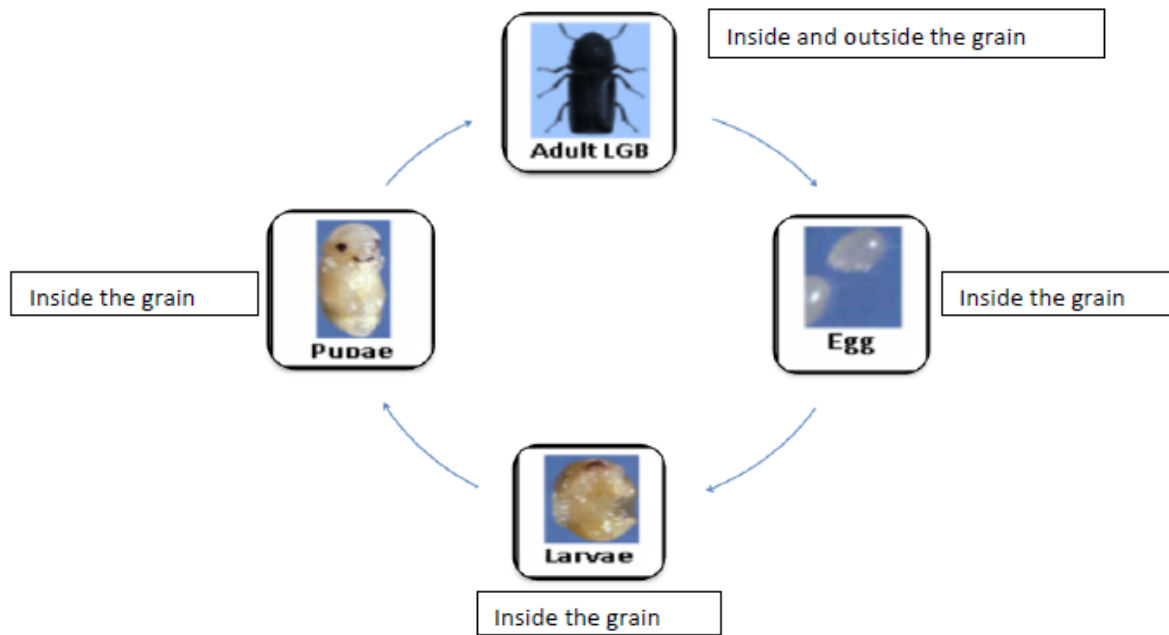 Inside and outside the grain
Adult LGB
Inside the grain
Pupae
Egg
Inside the grain
Larvae
Inside the grain